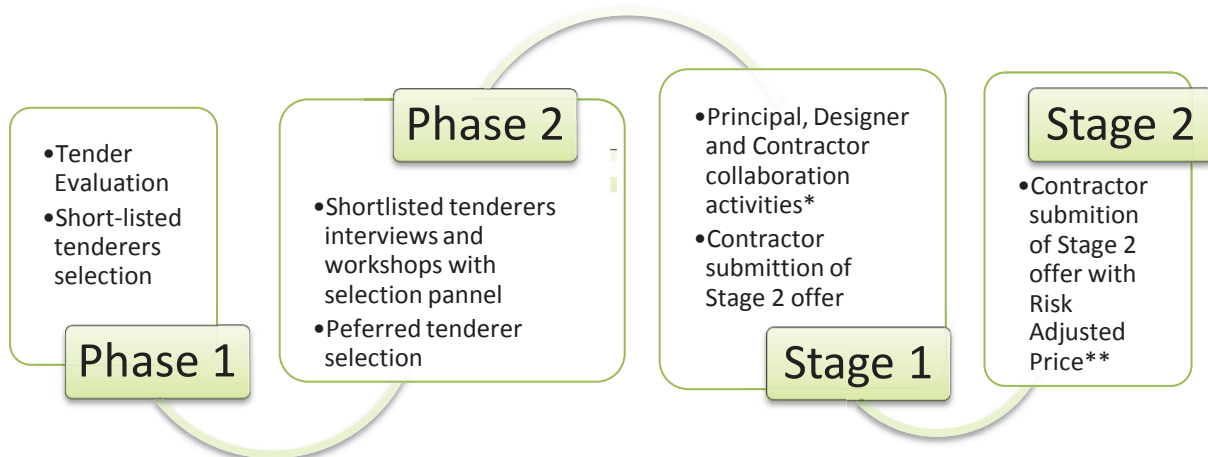 •Tender
Evaluation
•Short-listed
tenderers
selection
Phase 1
Phase 2
•Shortlisted tenderers
interviews and
workshops with
selection pannel
•Peferred tenderer
selection
•Principal, Designer
and Contractor
collaboration
activities*
•Contractor
submittion of
Stage 2 offer
Stage 1
Stage 2
•Contractor
submition
of Stage 2
offer with
Risk
Adjusted
Price**